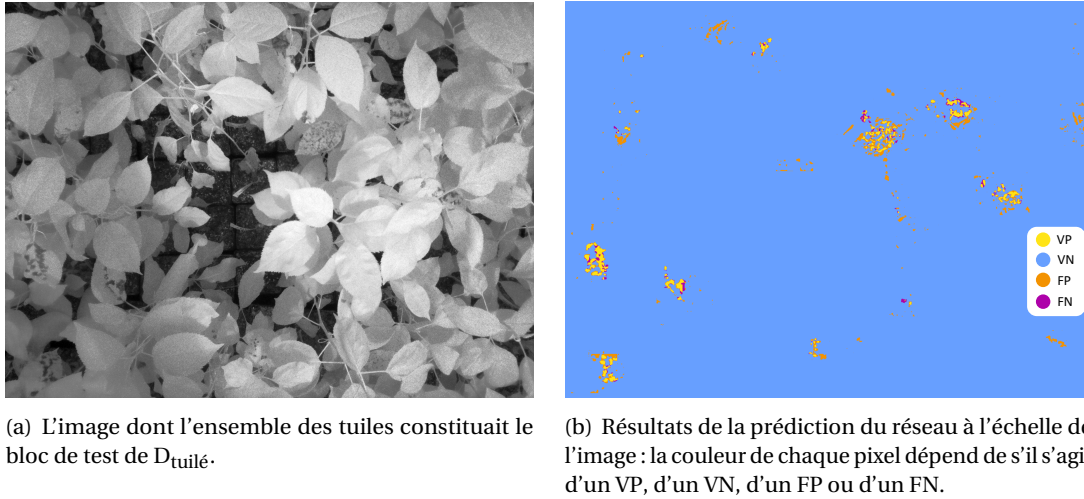 VP
VN
FP
FN
(a) L'image dont l'ensemble des tuiles constituait le
bloc de test de Dtuilé.
(b) Résultats de la prédiction du réseau à l'échelle de
l'image : la couleur de chaque pixel dépend de s'il s'agi
d'un VP, d'un VN, d'un FP ou d'un FN.